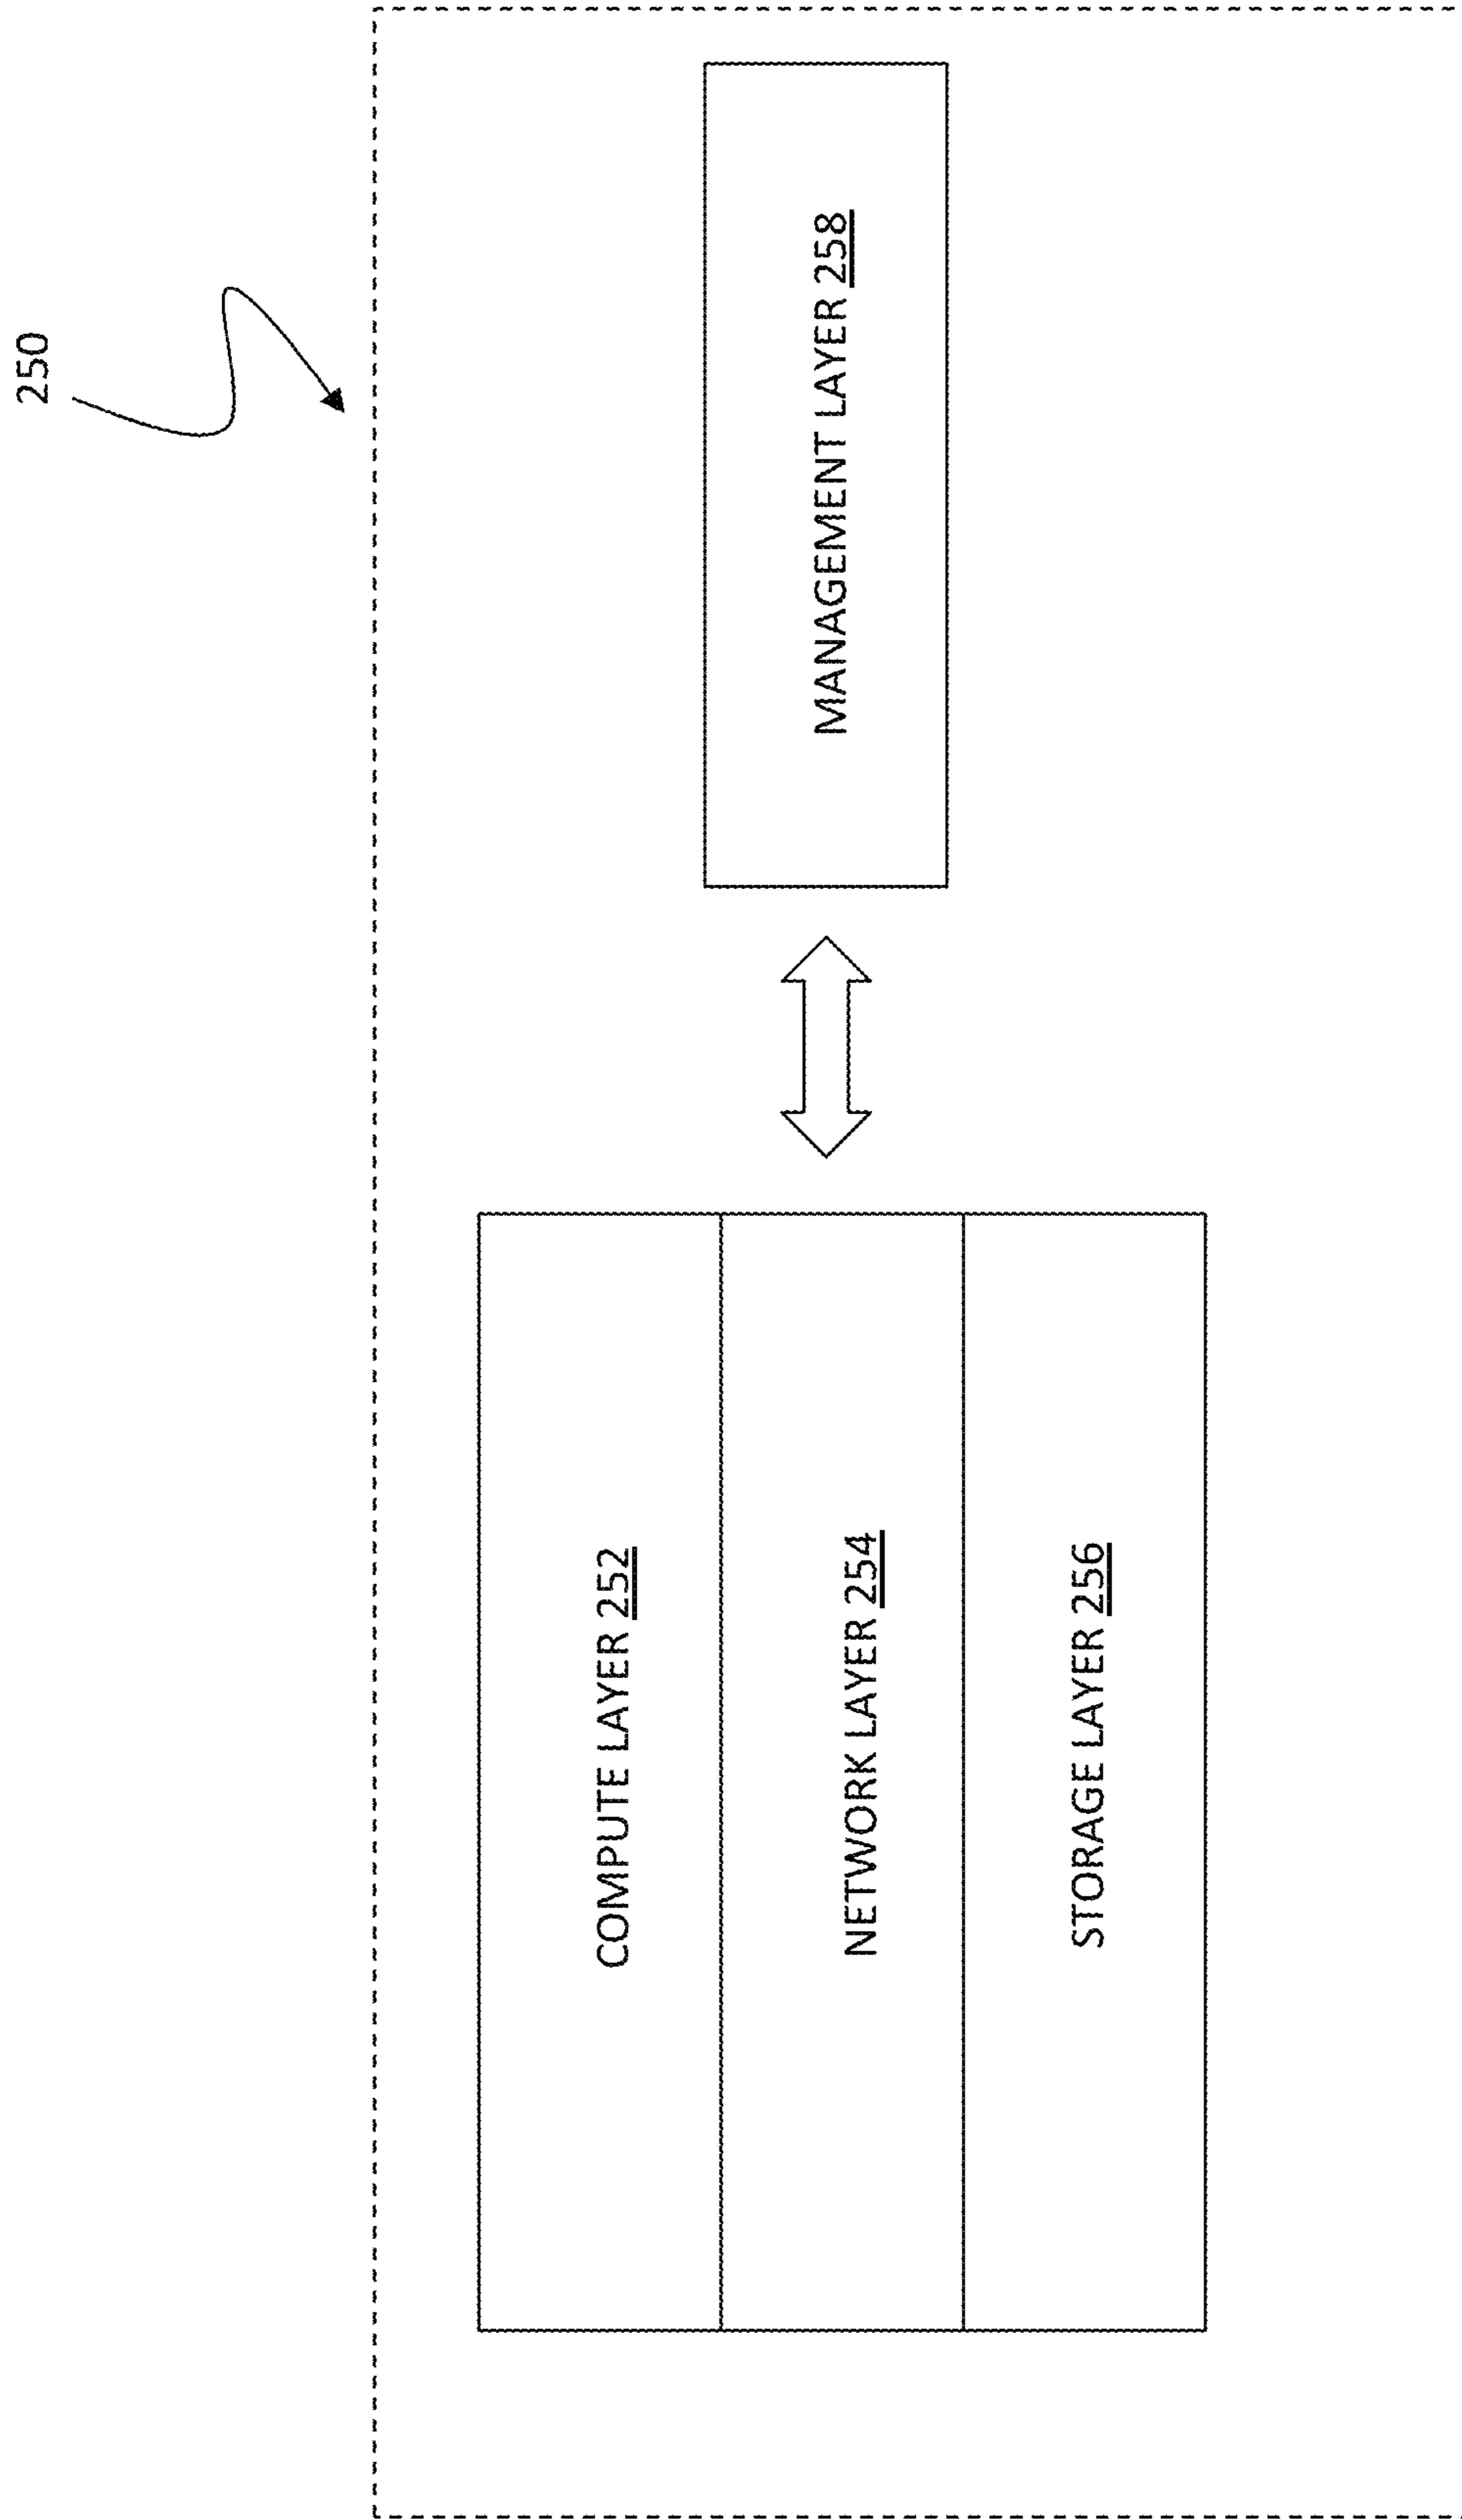 250
COMPUTE LAYER 252
NETWORK LAYER 254
STORAGE LAYER 256
MANAGEMENT LAYER 258